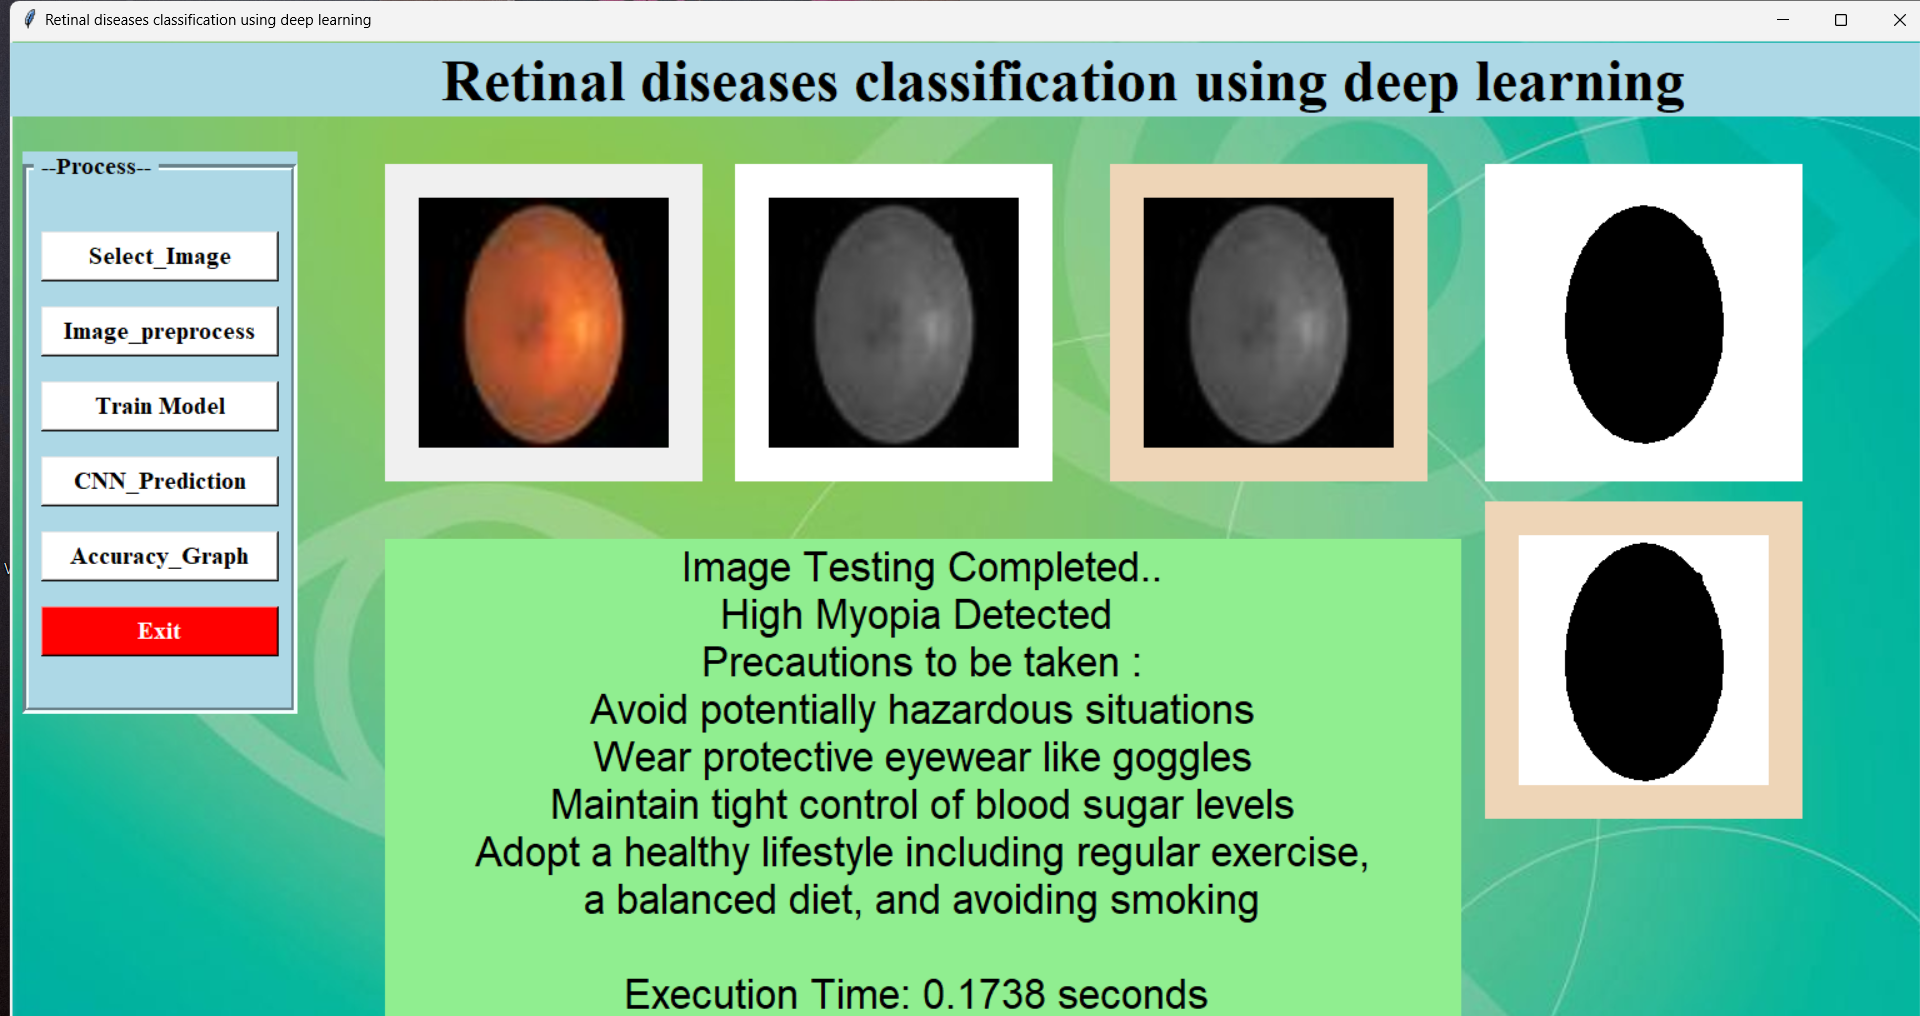 Retinal diseases classification using deep learning
Retinal diseases classification using deep learning
--Process--
Select_Image
Image_preprocess
Train Model
CNN_Prediction
Accuracy_Graph
Exit
Image Testing Completed..
High Myopia Detected
Precautions to be taken :
Avoid potentially hazardous situations
Wear protective eyewear like goggles
Maintain tight control of blood sugar levels
Adopt a healthy lifestyle including regular exercise,
a balanced diet, and avoiding smoking
Execution Time: 0.1738 seconds